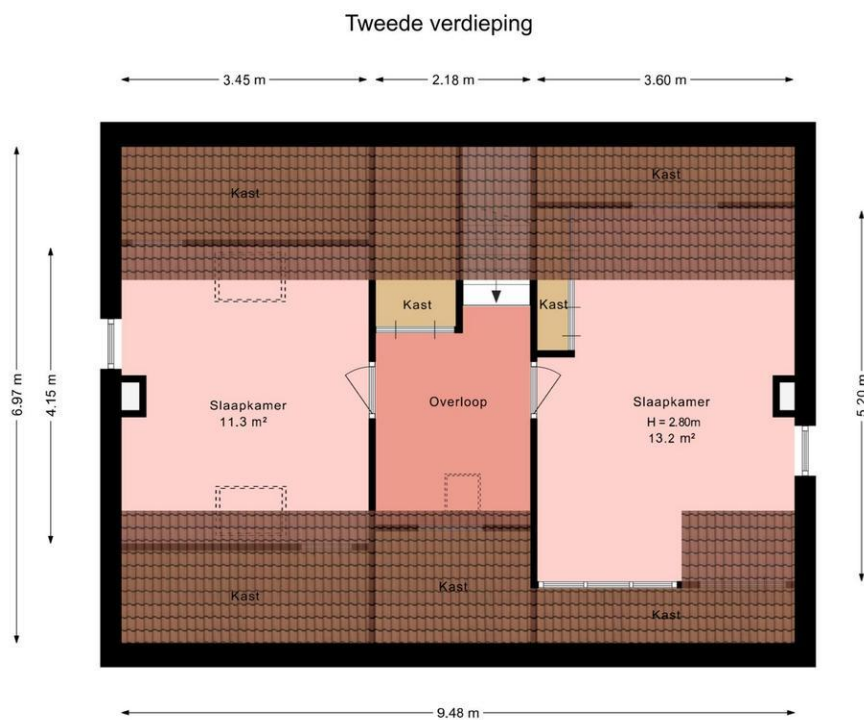 Tweede verdieping
3.45 m
2.18 m
3.60 m
Kast
Kast
Kast
Kast
6.97 m
4.15 m
Slaapkamer
11.3 m²
Overloop
Slaapkamer
H = 2.80m
13.2 m²
5.20 m
Kast
Kast
Kast
9.48 m